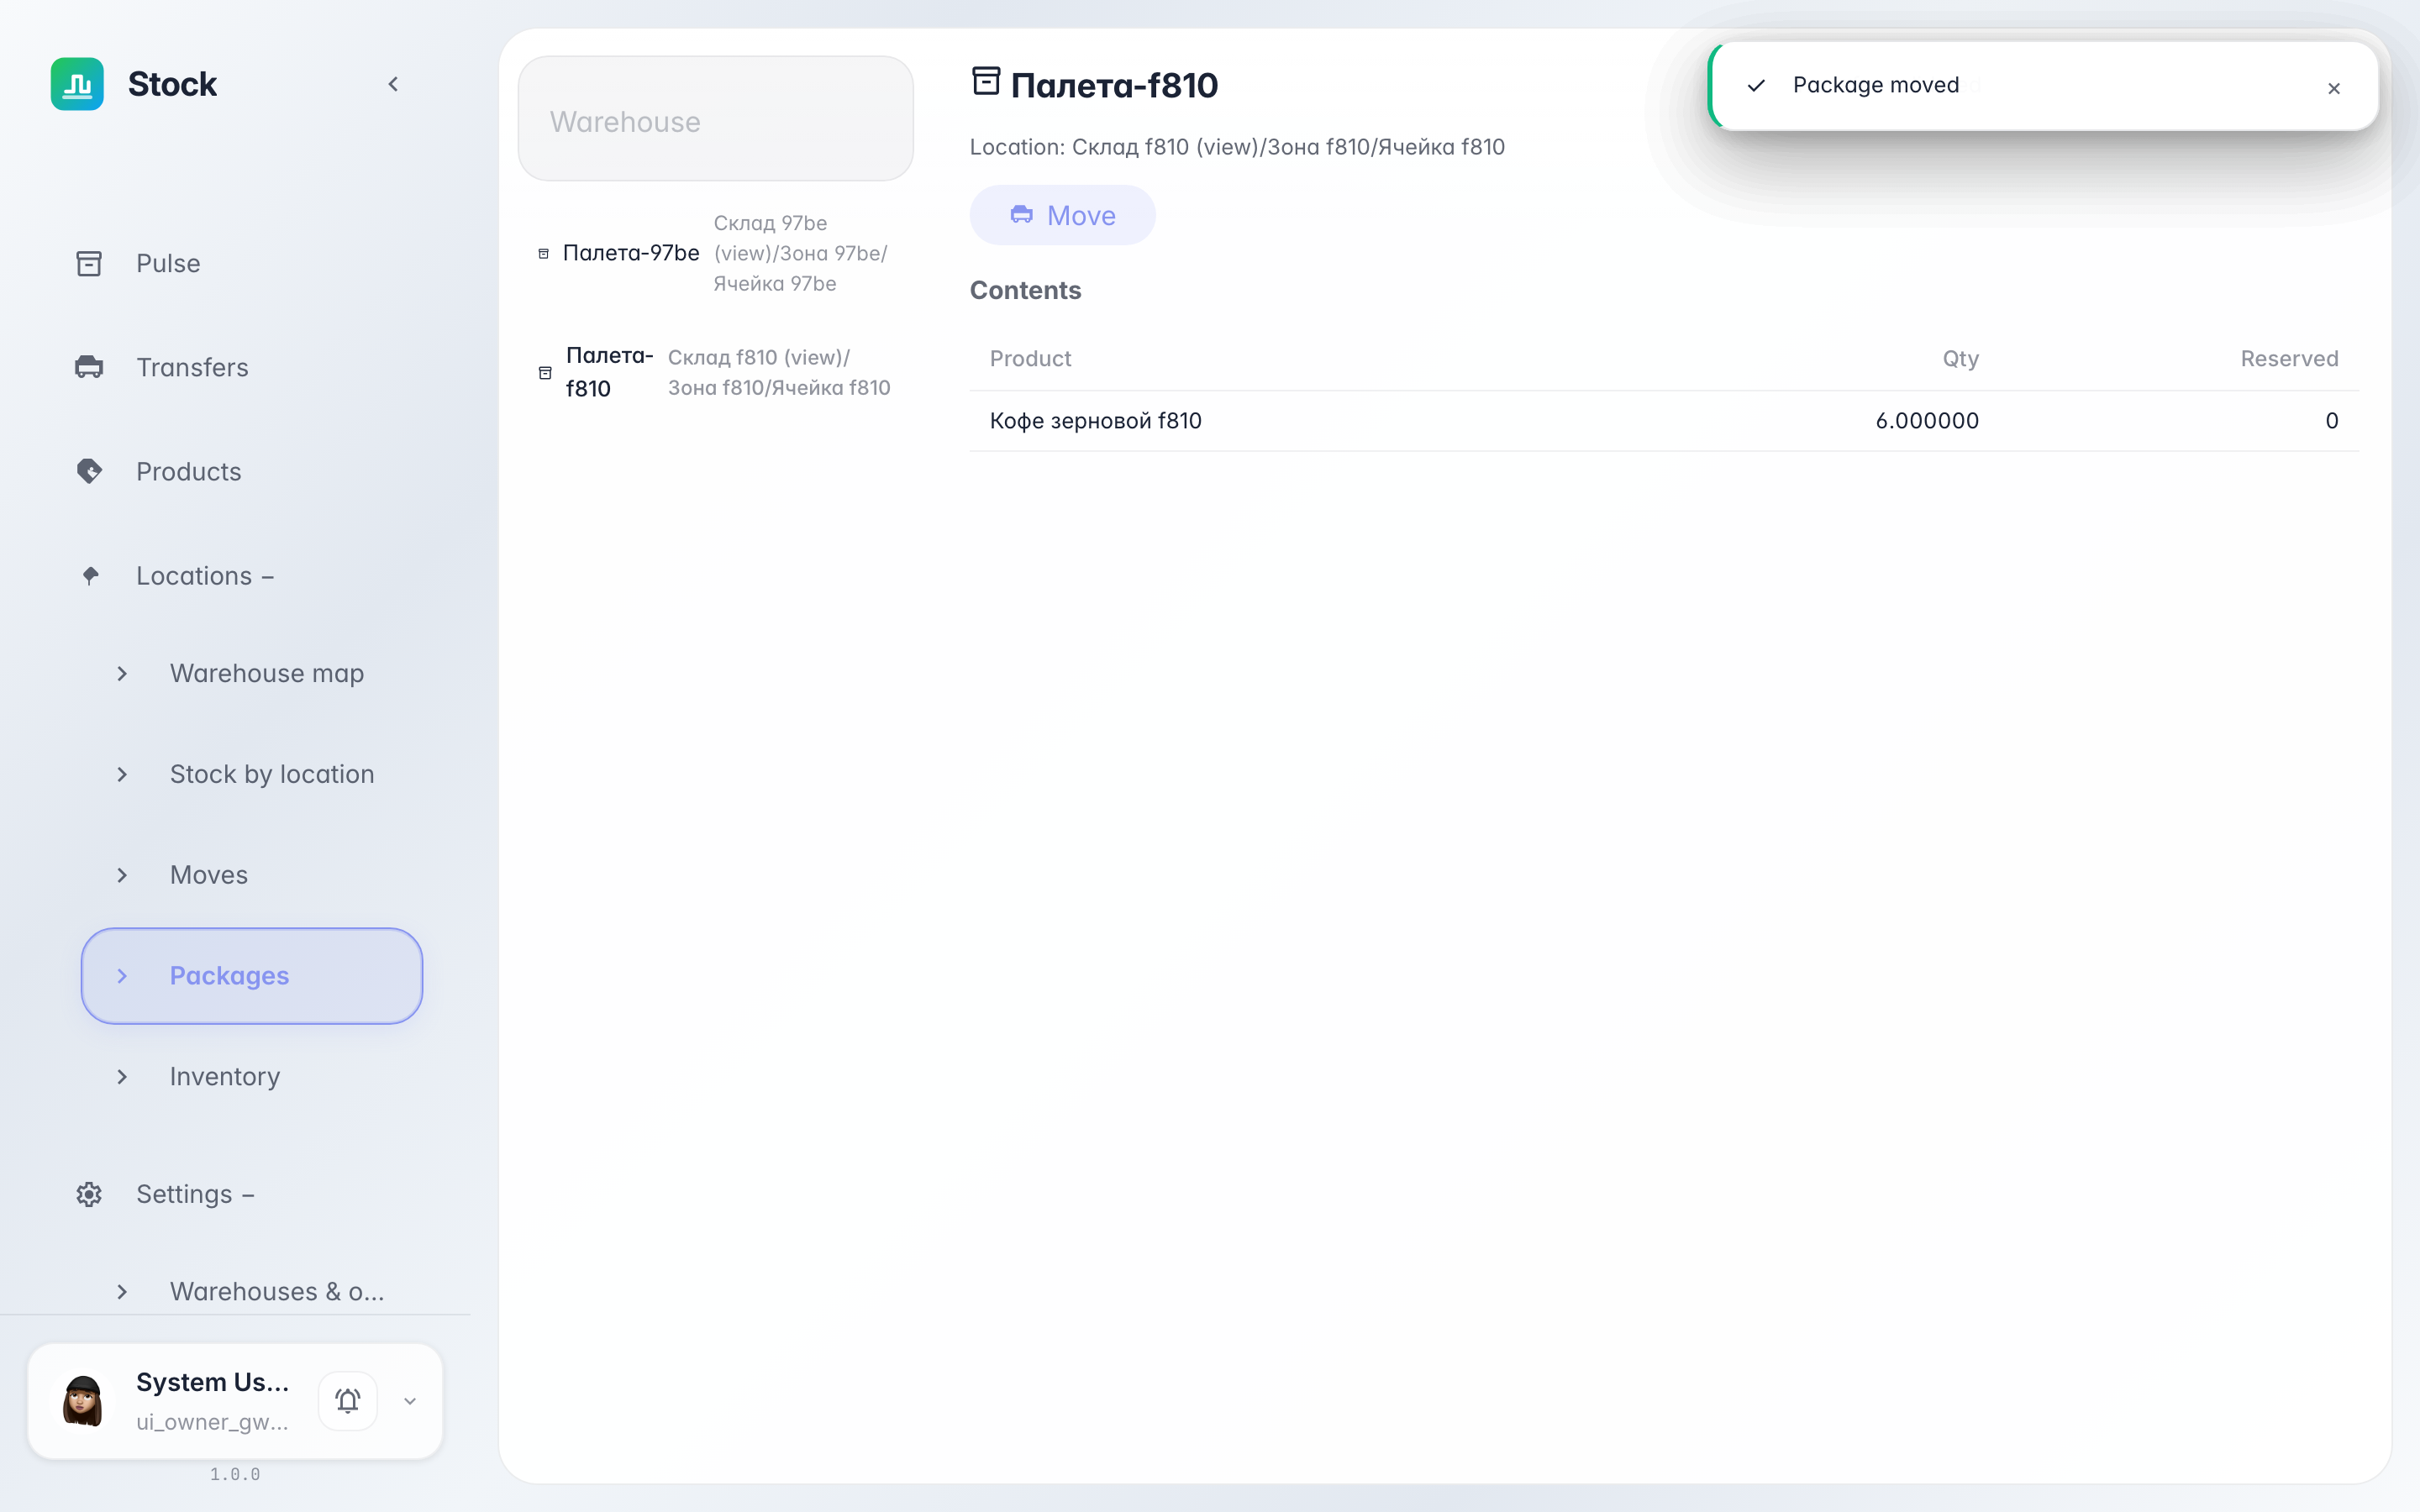 Stock
Pulse
Transfers
Products
Locations –
Warehouse map
Stock by location
Moves
Packages
Inventory
Settings –
Warehouses & o...
System Us...
ui_owner_gw...
1.0.0
Warehouse
Палета-97be
Склад 97be
(view)/Зона 97be/
Ячейка 97be
Палета-
f810
Склад f810 (view)/
Зона f810/Ячейка f810
Палета-f810
Location: Склад f810 (view)/Зона f810/Ячейка f810
Move
Contents
Product Qty Reserved
Кофе зерновой f810 6.000000 0
Package moved